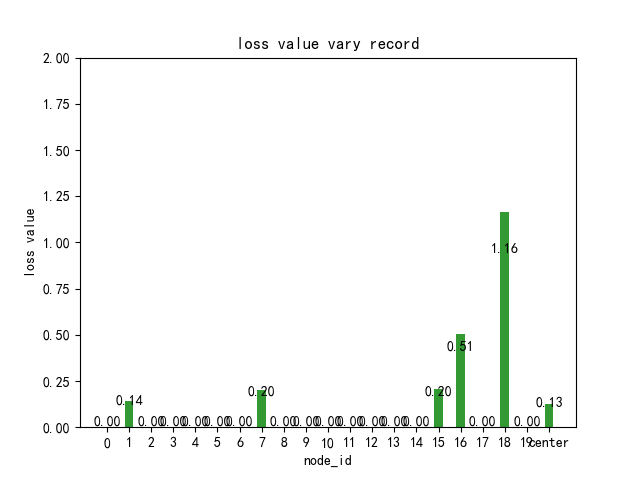 loss value vary record
loss value
2.00
1.75
1.50
1.25
1.00
0.75
0.50
0.25
0.00
0.00 0.14 0.00 0.00 0.00 0.00 0.00 0.20 0.00 0.00 0.00 0.00 0.00 0.00 0.00 0.20 0.51 0.00 1.16 0.00 0.13
0 1 2 3 4 5 6 7 8 9 10 11 12 13 14 15 16 17 18 19 center
node_id